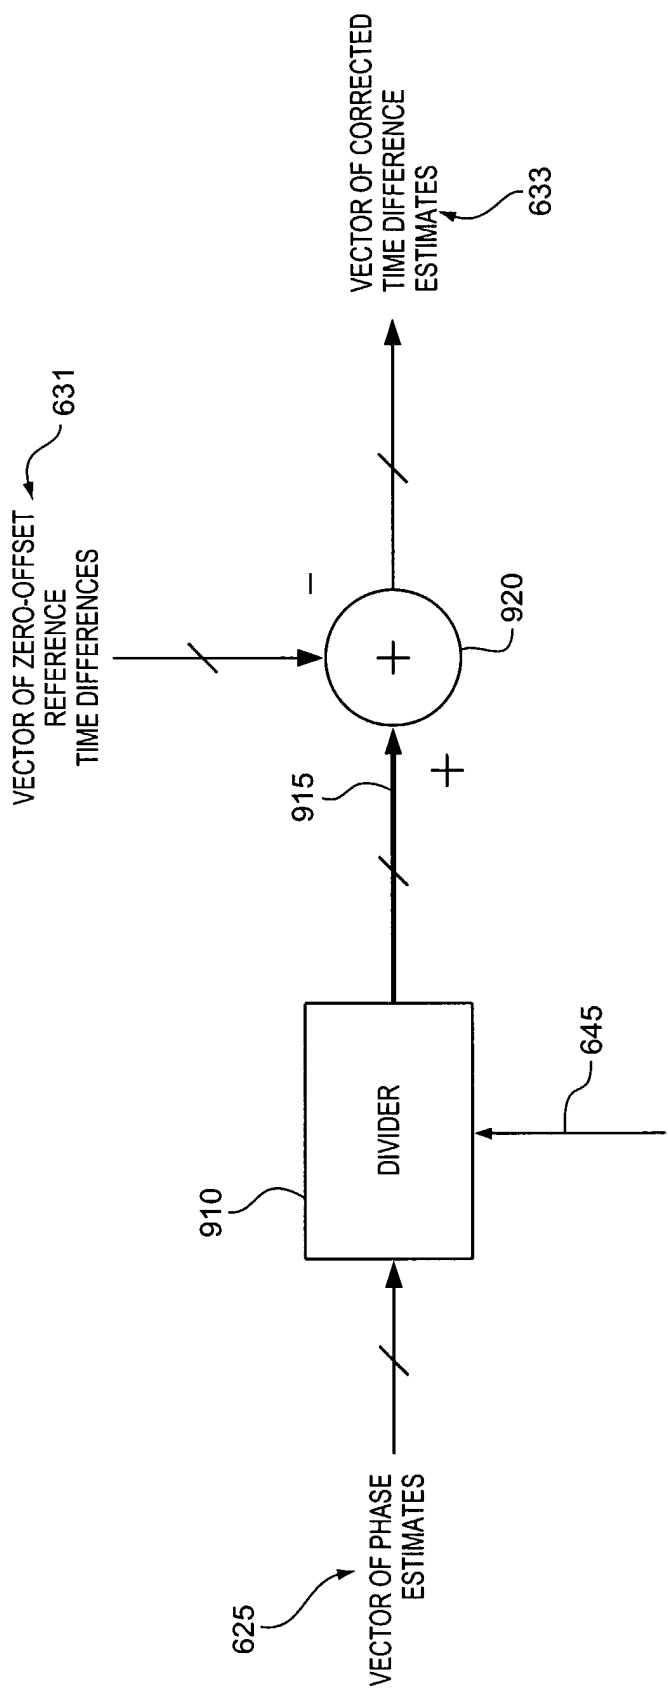 VECTOR OF ZERO-OFFSET
REFERENCE
TIME DIFFERENCES
631
625
VECTOR OF PHASE
ESTIMATES
910
DIVIDER
645
915
+
−
+
920
VECTOR OF CORRECTED
TIME DIFFERENCE
ESTIMATES
633